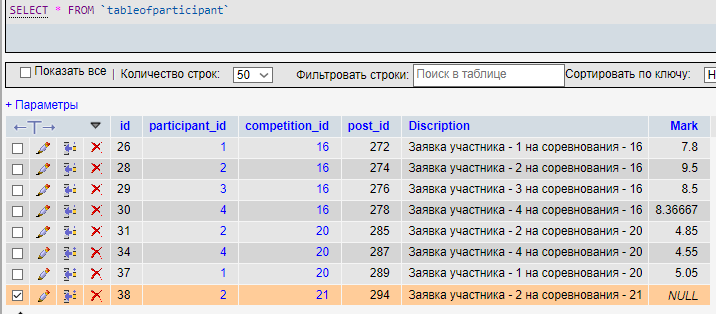 SELECT * FROM `tableofparticipant`
Показать все | Количество строк: 50 Фильтровать строки: Поиск в таблице Сортировать по ключу: Н
+ Параметры
←T→ id participant_id competition_id post_id Discription Mark
26 1 16 272 Заявка участника - 1 на соревнования - 16 7.8
28 2 16 274 Заявка участника - 2 на соревнования - 16 9.5
29 3 16 276 Заявка участника - 3 на соревнования - 16 8.5
30 4 16 278 Заявка участника - 4 на соревнования - 16 8.36667
31 2 20 285 Заявка участника - 2 на соревнования - 20 4.85
34 4 20 287 Заявка участника - 4 на соревнования - 20 4.55
37 1 20 289 Заявка участника - 1 на соревнования - 20 5.05
38 2 21 294 Заявка участника - 2 на соревнования - 21 NULL